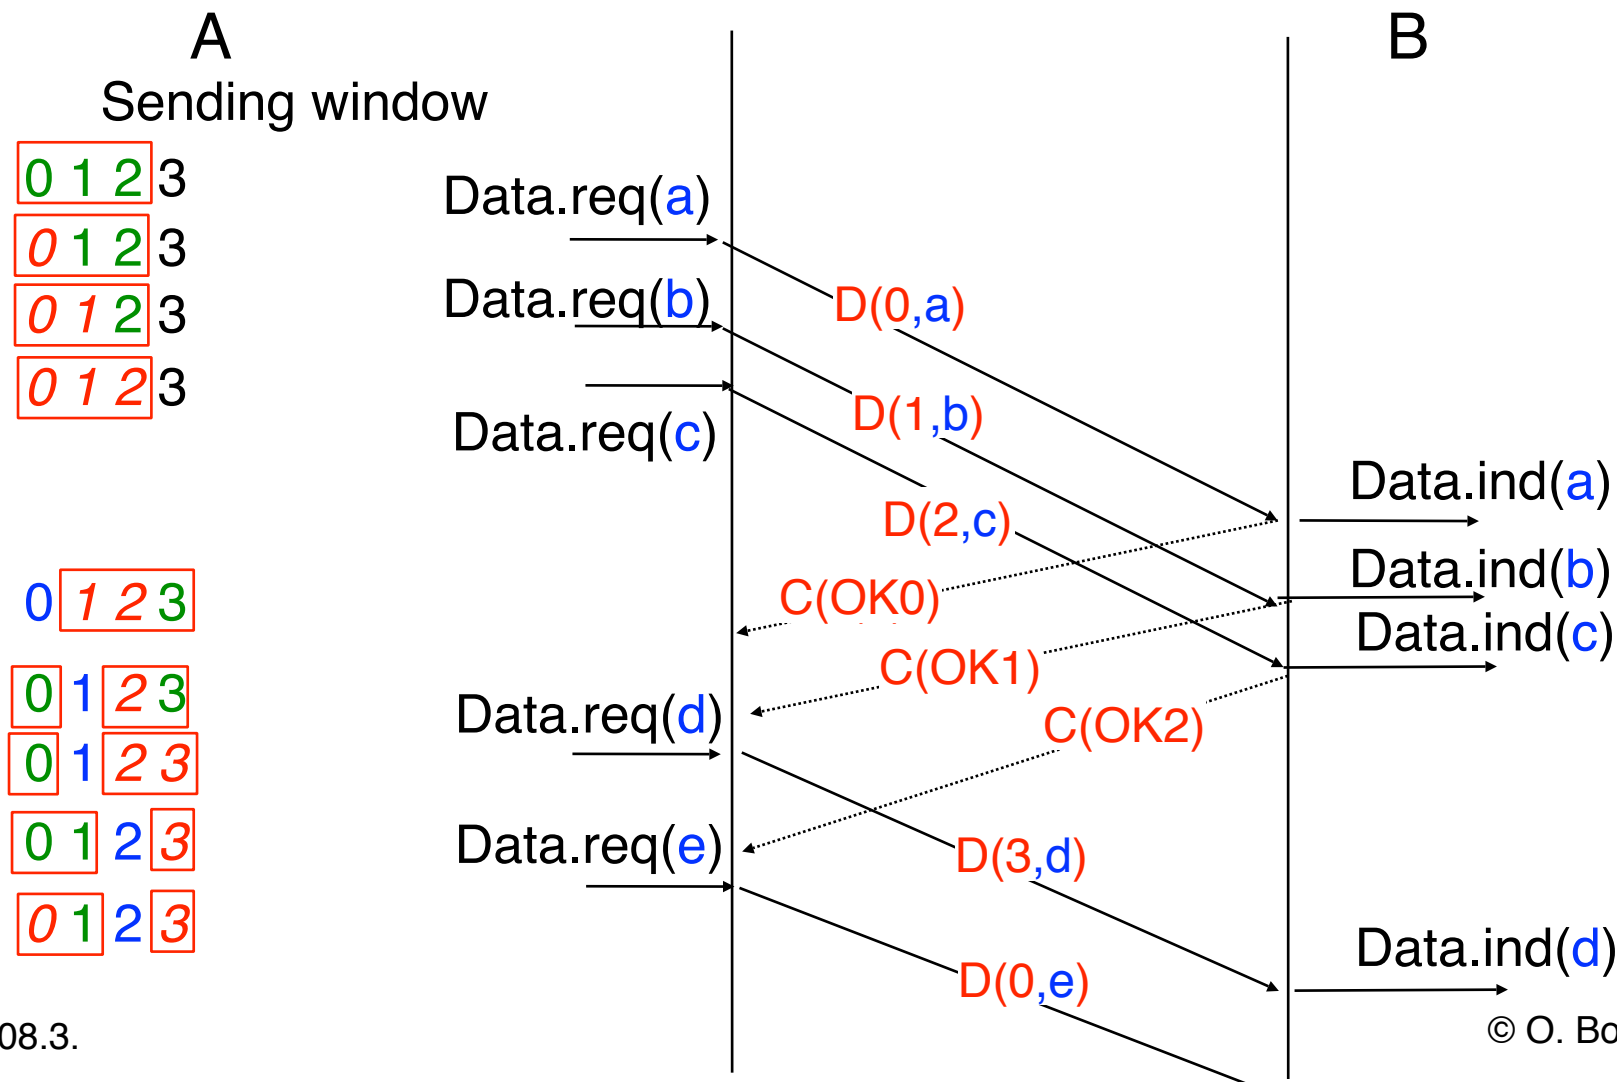 A
B
Sending window
0 1 2 3
Data.req(a)
0 1 2 3
Data.req(b)
D(0,a)
0 1 2 3
0 1 2 3
D(1,b)
Data.req(c)
Data.ind(a)
D(2,c)
Data.ind(b)
0 1 2 3
C(OK0)
Data.ind(c)
C(OK1)
0 1 2 3
Data.req(d)
C(OK2)
0 1 2 3
0 1 2 3
Data.req(e)
D(3,d)
0 1 2 3
Data.ind(d)
D(0,e)
08.3.
© O. Bo